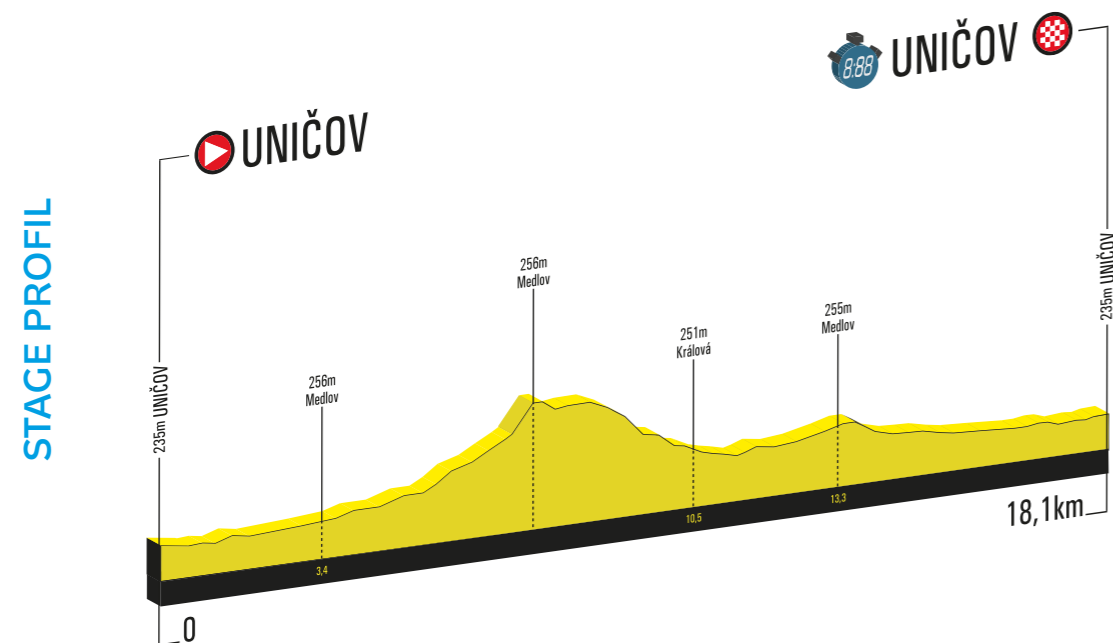 STAGE PROFIL
UNIČOV
8:88 UNIČOV
235m UNIČOV
256m
Medlov
256m
Medlov
251m
Králová
255m
Medlov
235m UNIČOV
3,4
10,5
13,3
0
18,1km